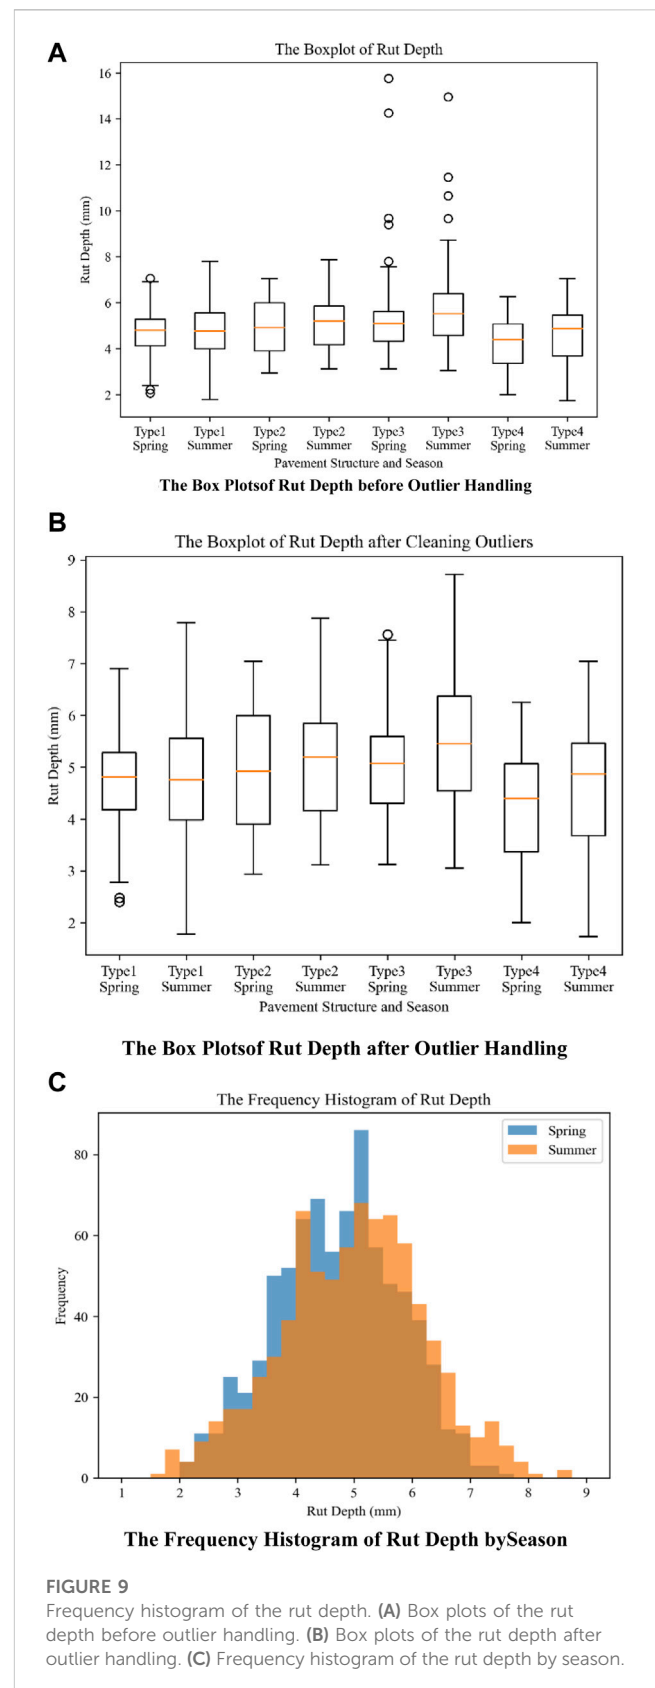 A
The Boxplot of Rut Depth
16
14
12
10
8
6
4
2
Rut Depth (mm)
Type1 Type1 Type2 Type2 Type3 Type3 Type4 Type4
Spring Summer Spring Summer Spring Summer Spring Summer
Pavement Structure and Season
The Box Plotsof Rut Depth before Outlier Handling
B
The Boxplot of Rut Depth after Cleaning Outliers
9
8
7
6
5
4
3
2
Rut Depth (mm)
Type1 Type1 Type2 Type2 Type3 Type3 Type4 Type4
Spring Summer Spring Summer Spring Summer Spring Summer
Pavement Structure and Season
The Box Plotsof Rut Depth after Outlier Handling
C
The Frequency Histogram of Rut Depth
Spring
Summer
80
60
40
20
0
Frequency
1 2 3 4 5 6 7 8 9
Rut Depth (mm)
The Frequency Histogram of Rut Depth bySeason
FIGURE 9
Frequency histogram of the rut depth. (A) Box plots of the rut
depth before outlier handling. (B) Box plots of the rut depth after
outlier handling. (C) Frequency histogram of the rut depth by season.